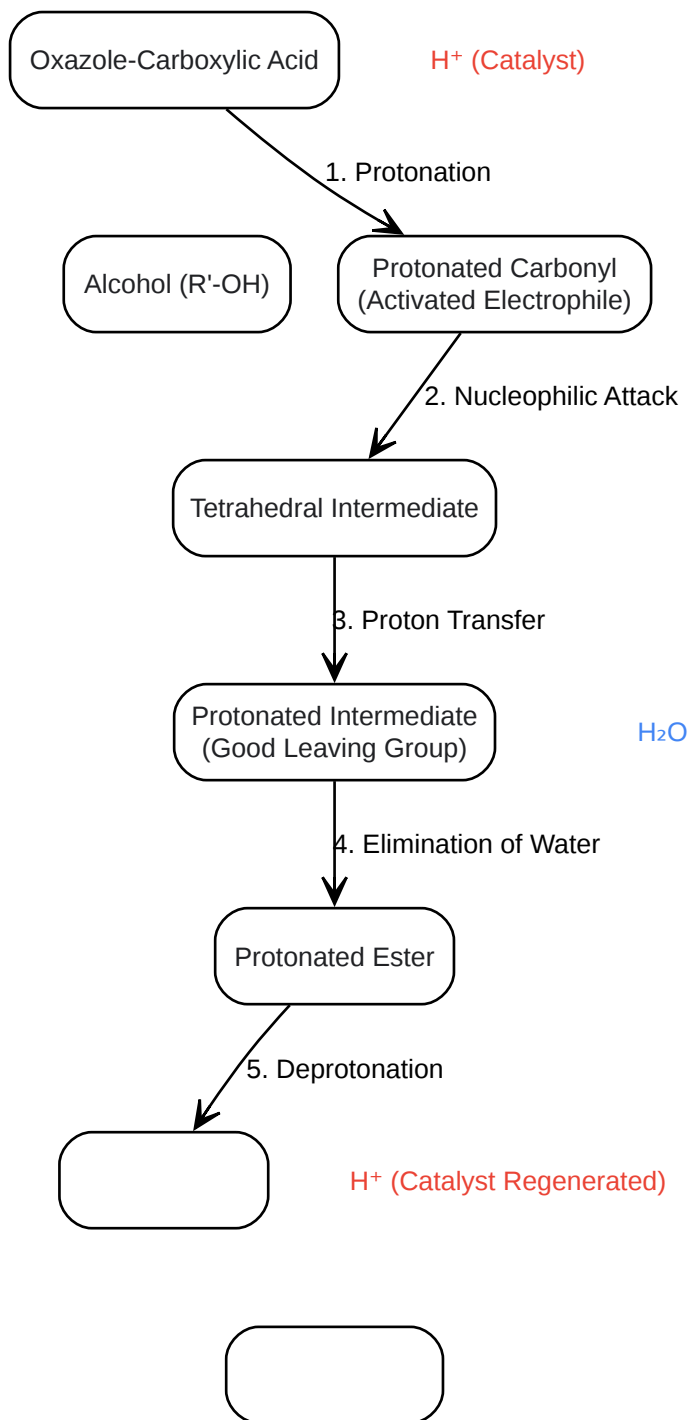 Oxazole-Carboxylic Acid
H⁺ (Catalyst)
1. Protonation
Alcohol (R'-OH)
Protonated Carbonyl
(Activated Electrophile)
2. Nucleophilic Attack
Tetrahedral Intermediate
3. Proton Transfer
Protonated Intermediate
(Good Leaving Group)
H₂O
4. Elimination of Water
Protonated Ester
5. Deprotonation
H⁺ (Catalyst Regenerated)